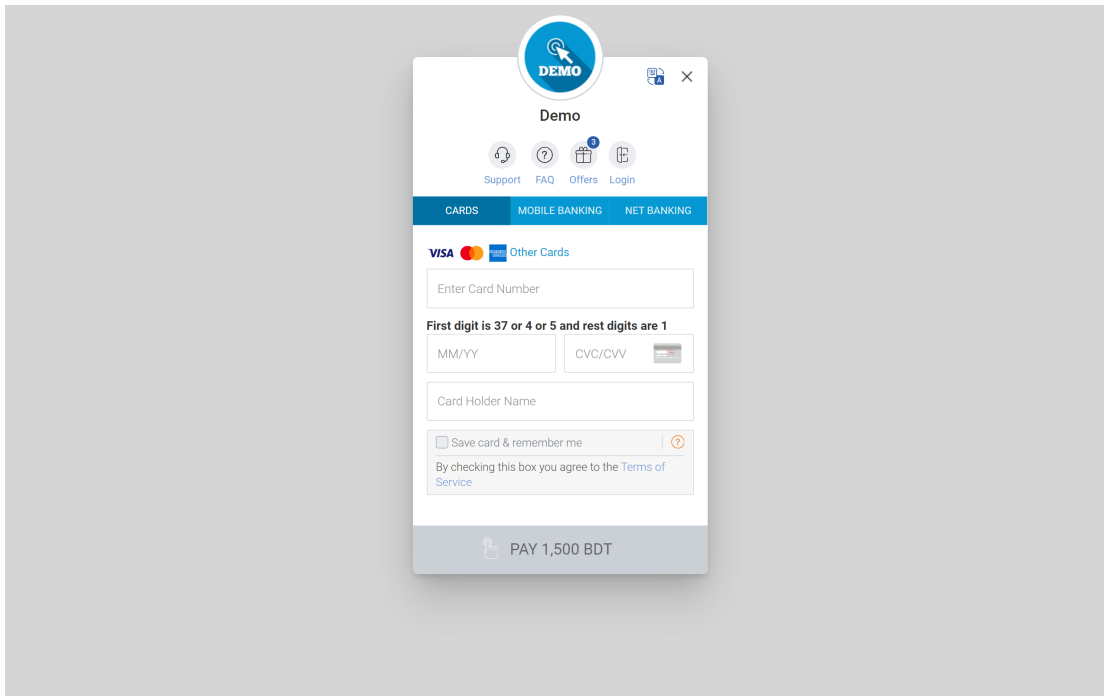 DEMO
Demo
3
Support FAQ Offers Login
CARDS MOBILE BANKING NET BANKING
VISA Other Cards
Enter Card Number
First digit is 37 or 4 or 5 and rest digits are 1
MM/YY CVC/CVV
Card Holder Name
Save card & remember me ?
By checking this box you agree to the Terms of
Service
PAY 1,500 BDT